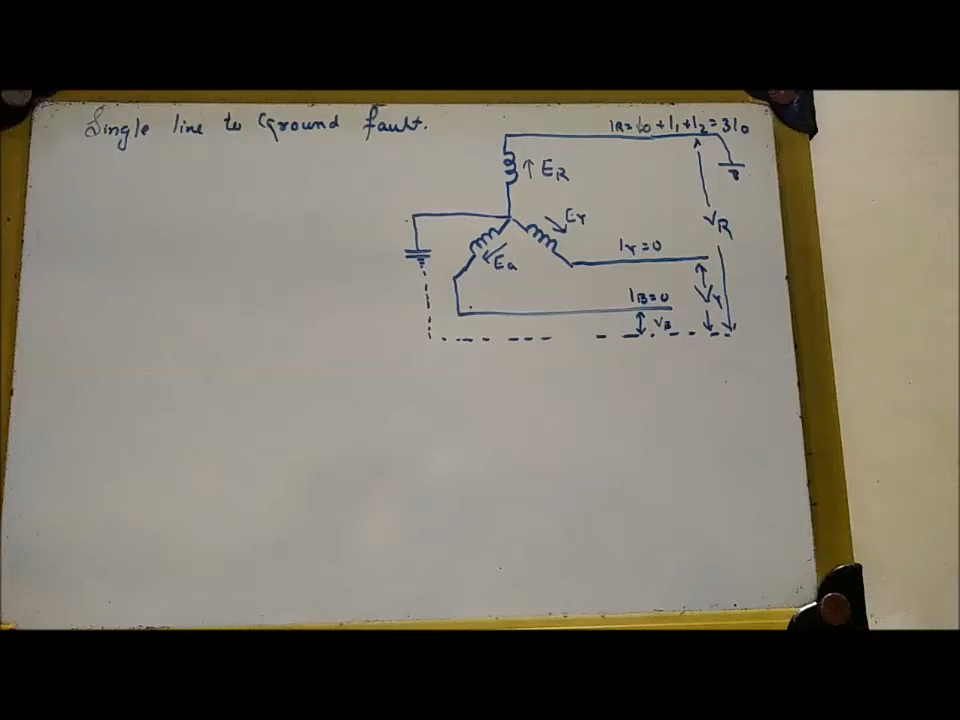 Single line to Ground fault.
IR = I0 + I1 + I2 = 3I0
ER
EY
VR
IY = 0
Ea
IB = 0
VY
VB